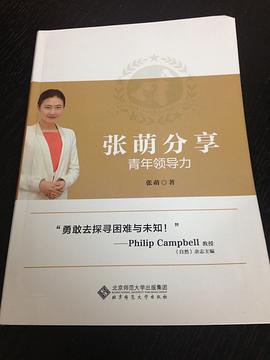 张萌分享
青年领导力
张萌 著
“勇敢去探寻困难与未知！”
——Philip Campbell 教授
《自然》杂志主编
北京师范大学出版集团
北京师范大学出版社